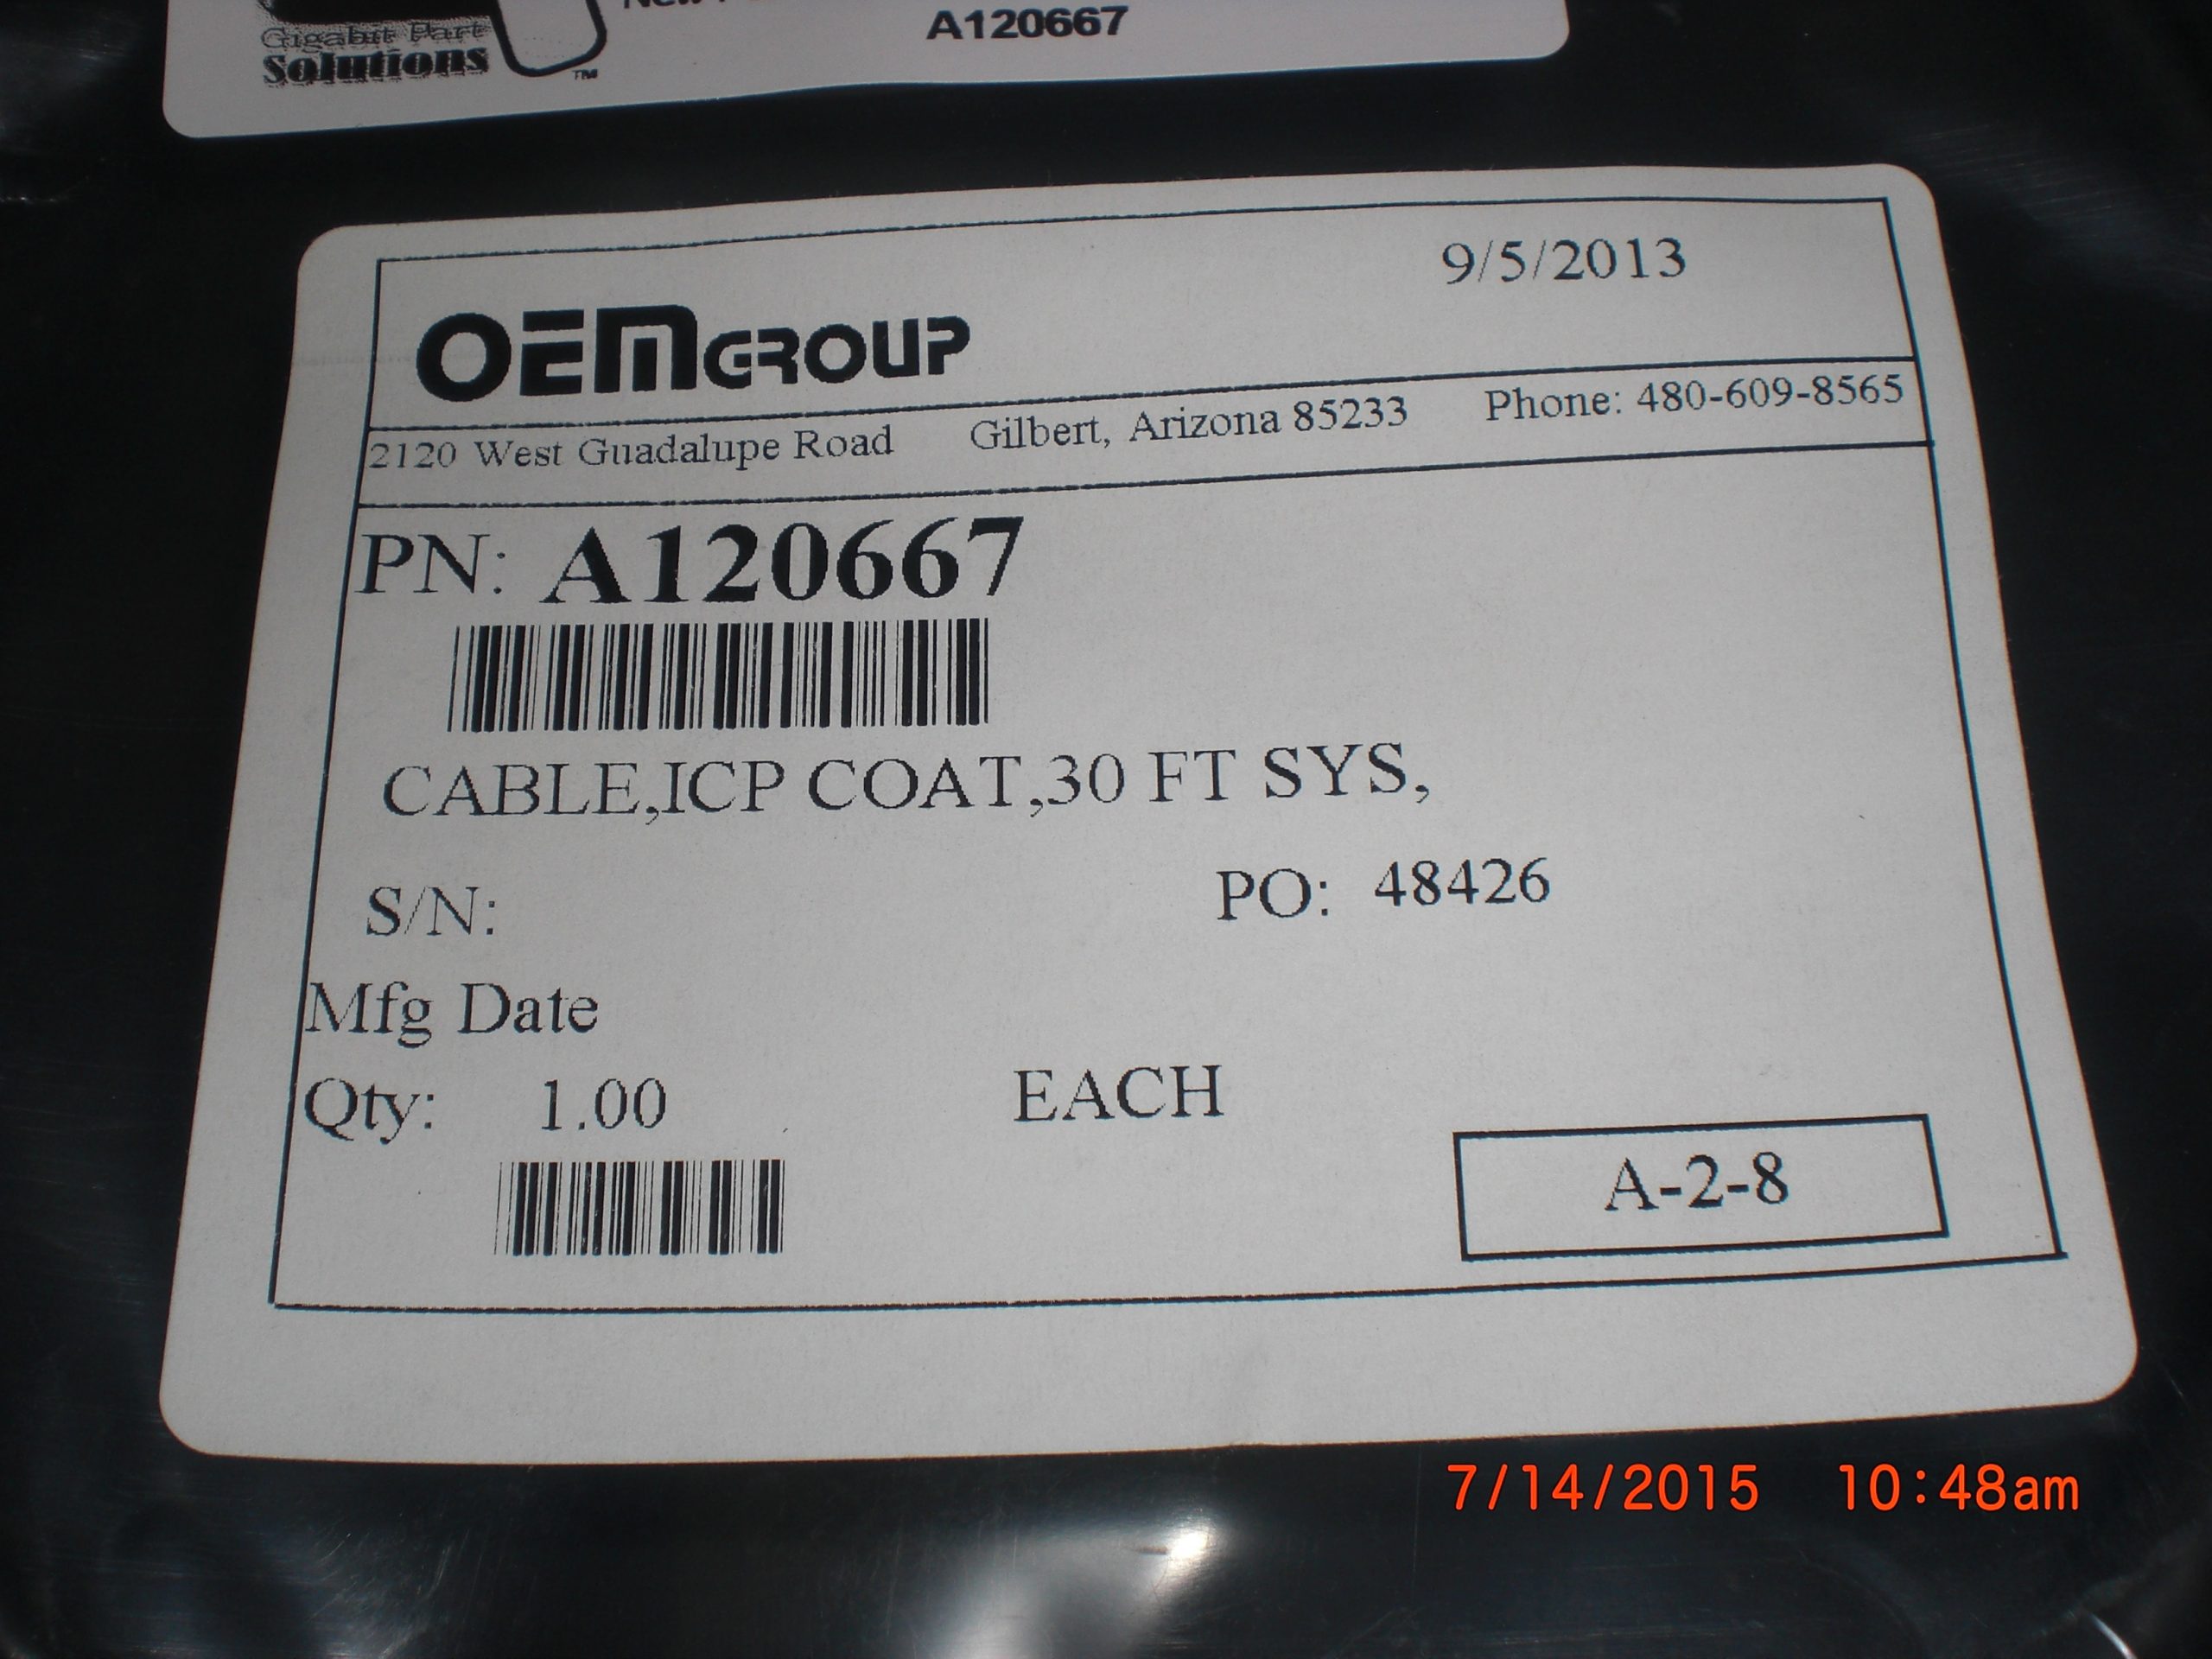 Gigabit Part
Solutions
TM
A120667
9/5/2013
OEMGROUP
2120 West Guadalupe Road Gilbert, Arizona 85233 Phone: 480-609-8565
PN: A120667
CABLE,ICP COAT,30 FT SYS,
S/N: PO: 48426
Mfg Date
Qty: 1.00 EACH
A-2-8
7/14/2015 10:48am